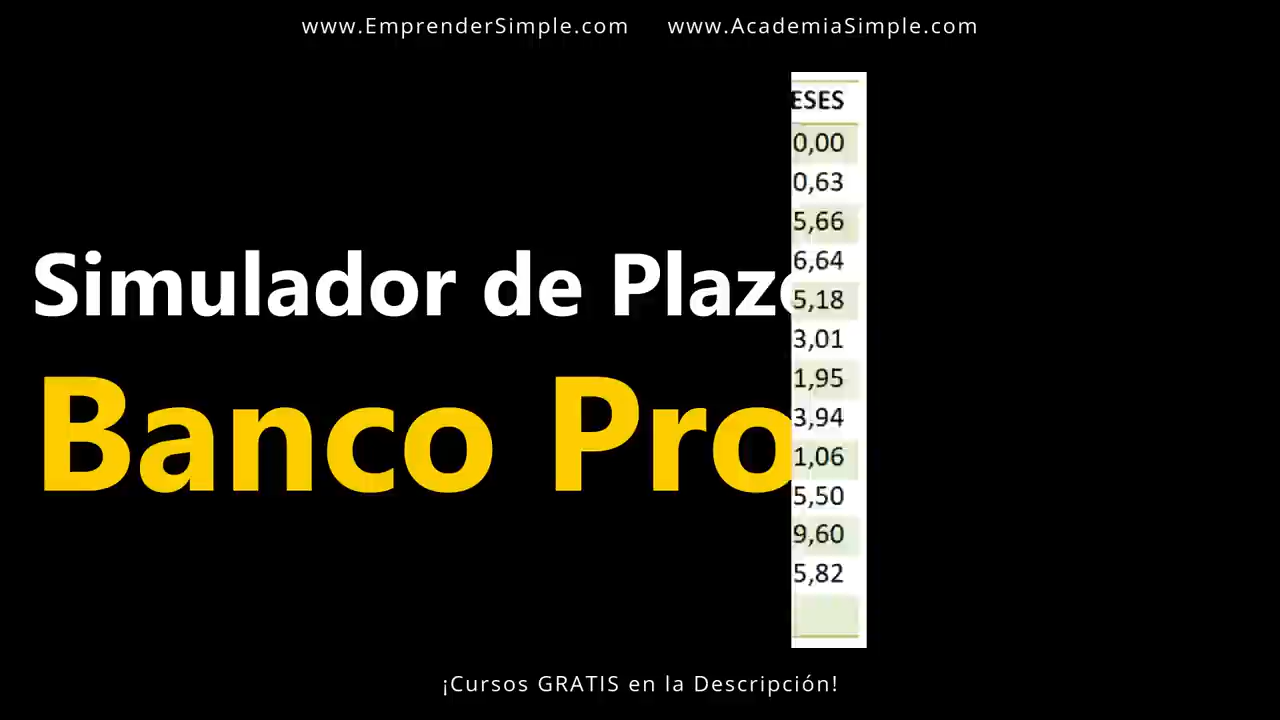 www.EmprenderSimple.com www.AcademiaSimple.com
ESES
0,00
0,63
5,66
6,64
5,18
3,01
1,95
3,94
1,06
5,50
9,60
5,82
Simulador de Plazo
Banco Pro
¡Cursos GRATIS en la Descripción!